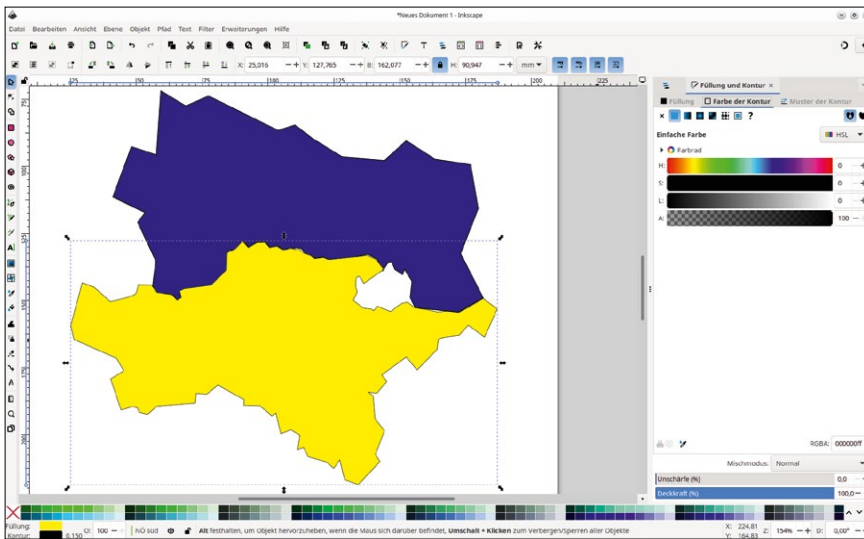 *Neues Dokument 1 - Inkscape
Datei Bearbeiten Ansicht Ebene Objekt Pfad Text Filter Erweiterungen Hilfe
X: 25,016 Y: 127,765 B: 162,077 H: 90,947 mm
Füllung und Kontur
Füllung Farbe der Kontur Muster der Kontur
?
Einfache Farbe HSL
Farbrad
H: 0
S: 0
L: 0
A: 100
RGBA: 000000ff
Mischmodus: Normal
Unschärfe (%) 0,0
Deckkraft (%) 100,0
Füllung: O: 100 NÖ süd Alt festhalten, um Objekt hervorzuheben, wenn die Maus sich darüber befindet, Umschalt + Klicken zum Verbergen/Sperren aller Objekte X: 224,81 Z: 154% D: 0,00°
Kontur: 0,150 Y: 164,83